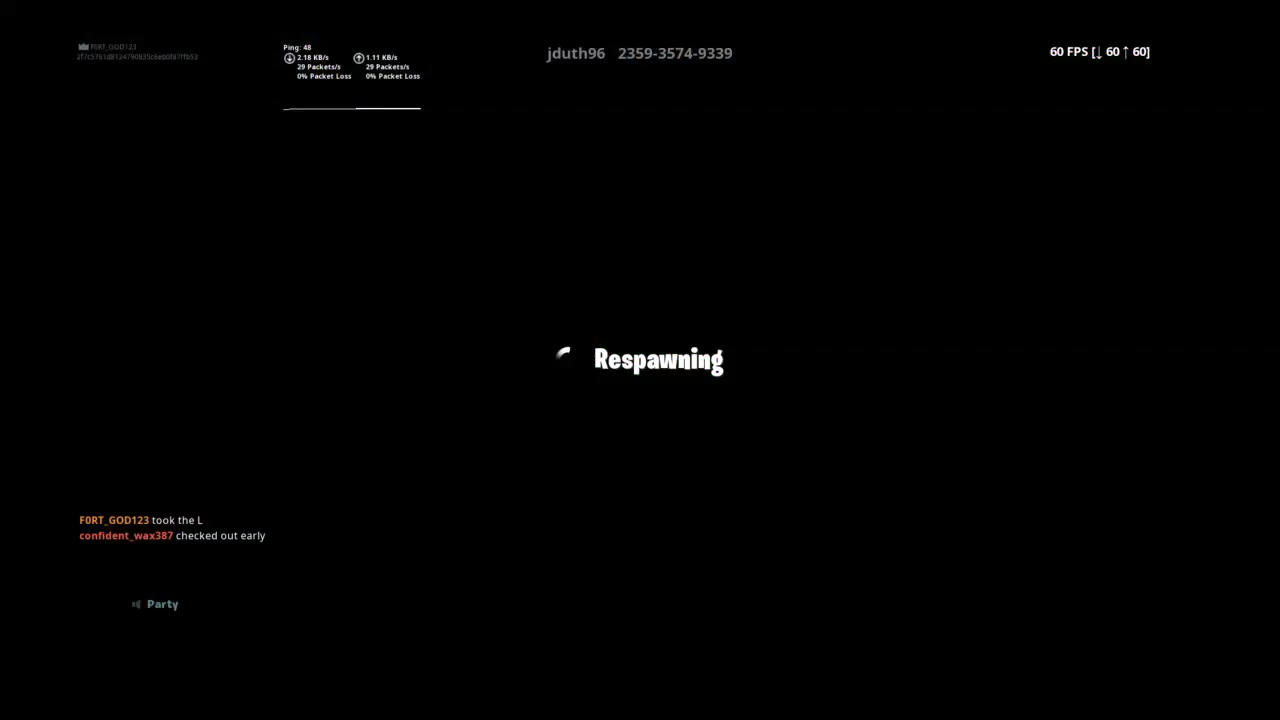 F0RT_GOD123
Ping: 48
2.18 KB/s 1.11 KB/s
29 Packets/s 29 Packets/s
0% Packet Loss 0% Packet Loss
jduth96 2359-3574-9339
60 FPS [↓ 60 ↑ 60]
Respawning
F0RT_GOD123 took the L
confident_wax387 checked out early
Party